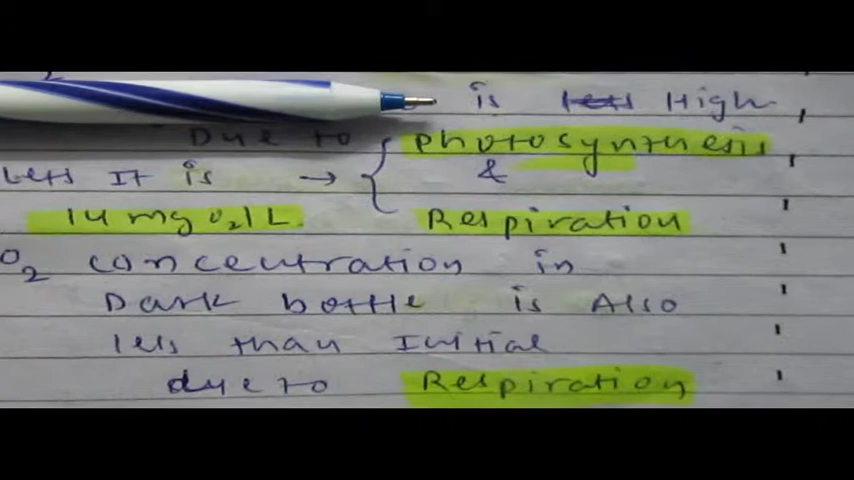 is High
Due to photosynthesis
Lets It is → &
14 mg O2/L Respiration
O2 concentration in
Dark bottle is Also
less than Initial
due to Respiration